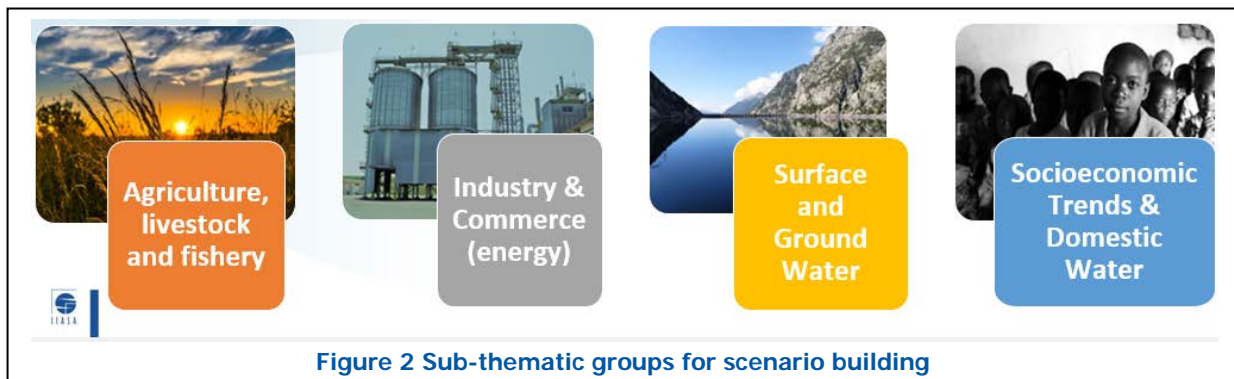 Agriculture,
livestock
and fishery
Industry &
Commerce
(energy)
Surface
and
Ground
Water
Socioeconomic
Trends &
Domestic
Water
IIASA
Figure 2 Sub-thematic groups for scenario building